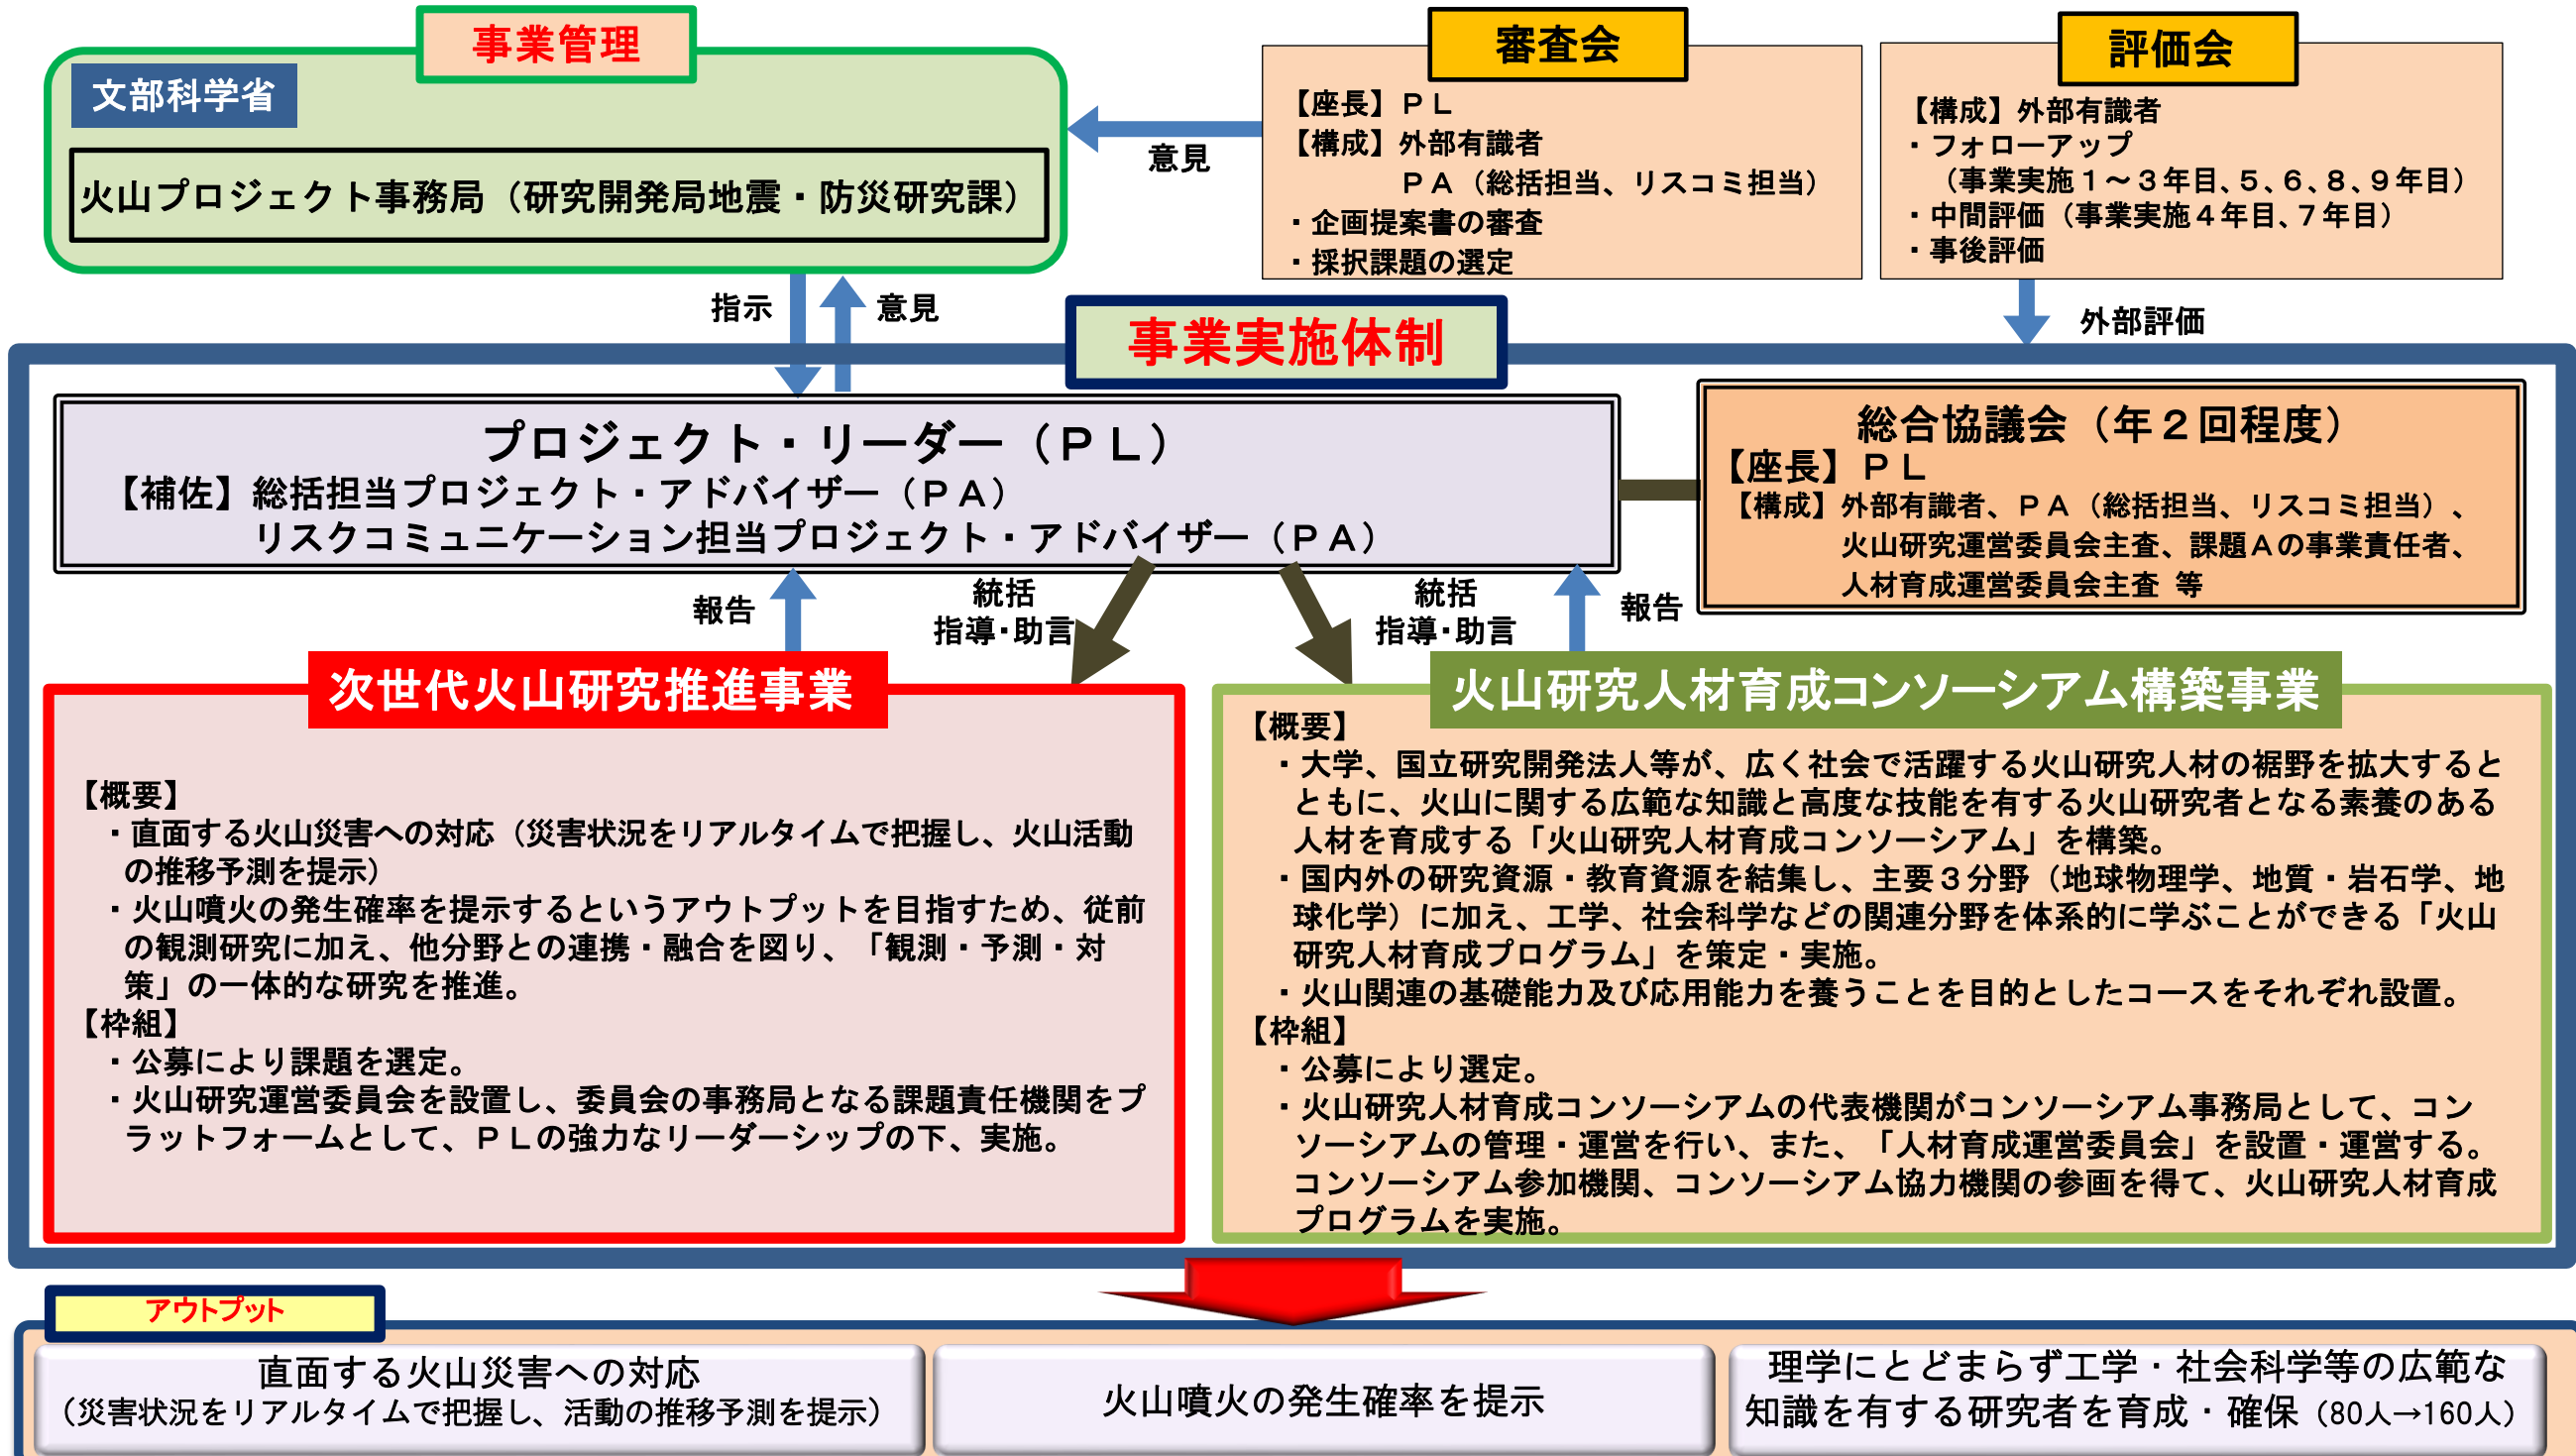 事業管理
文部科学省
火山プロジェクト事務局（研究開発局地震・防災研究課）
意見
審査会
【座長】ＰＬ
【構成】外部有識者
ＰＡ（総括担当、リスコミ担当）
・企画提案書の審査
・採択課題の選定
評価会
【構成】外部有識者
・フォローアップ
（事業実施１～３年目、５、６、８、９年目）
・中間評価（事業実施４年目、７年目）
・事後評価
指示
意見
外部評価
事業実施体制
プロジェクト・リーダー（ＰＬ）
【補佐】総括担当プロジェクト・アドバイザー（ＰＡ）
リスクコミュニケーション担当プロジェクト・アドバイザー（ＰＡ）
総合協議会（年２回程度）
【座長】ＰＬ
【構成】外部有識者、ＰＡ（総括担当、リスコミ担当）、
火山研究運営委員会主査、課題Ａの事業責任者、
人材育成運営委員会主査 等
報告
統括
指導・助言
統括
指導・助言
報告
次世代火山研究推進事業
【概要】
・直面する火山災害への対応（災害状況をリアルタイムで把握し、火山活動
の推移予測を提示）
・火山噴火の発生確率を提示するというアウトプットを目指すため、従前
の観測研究に加え、他分野との連携・融合を図り、「観測・予測・対
策」の一体的な研究を推進。
【枠組】
・公募により課題を選定。
・火山研究運営委員会を設置し、委員会の事務局となる課題責任機関をプ
ラットフォームとして、ＰＬの強力なリーダーシップの下、実施。
火山研究人材育成コンソーシアム構築事業
【概要】
・大学、国立研究開発法人等が、広く社会で活躍する火山研究人材の裾野を拡大すると
ともに、火山に関する広範な知識と高度な技能を有する火山研究者となる素養のある
人材を育成する「火山研究人材育成コンソーシアム」を構築。
・国内外の研究資源・教育資源を結集し、主要３分野（地球物理学、地質・岩石学、地
球化学）に加え、工学、社会科学などの関連分野を体系的に学ぶことができる「火山
研究人材育成プログラム」を策定・実施。
・火山関連の基礎能力及び応用能力を養うことを目的としたコースをそれぞれ設置。
【枠組】
・公募により選定。
・火山研究人材育成コンソーシアムの代表機関がコンソーシアム事務局として、コン
ソーシアムの管理・運営を行い、また、「人材育成運営委員会」を設置・運営する。
コンソーシアム参加機関、コンソーシアム協力機関の参画を得て、火山研究人材育成
プログラムを実施。
アウトプット
直面する火山災害への対応
（災害状況をリアルタイムで把握し、活動の推移予測を提示）
火山噴火の発生確率を提示
理学にとどまらず工学・社会科学等の広範な
知識を有する研究者を育成・確保（80人→160人）